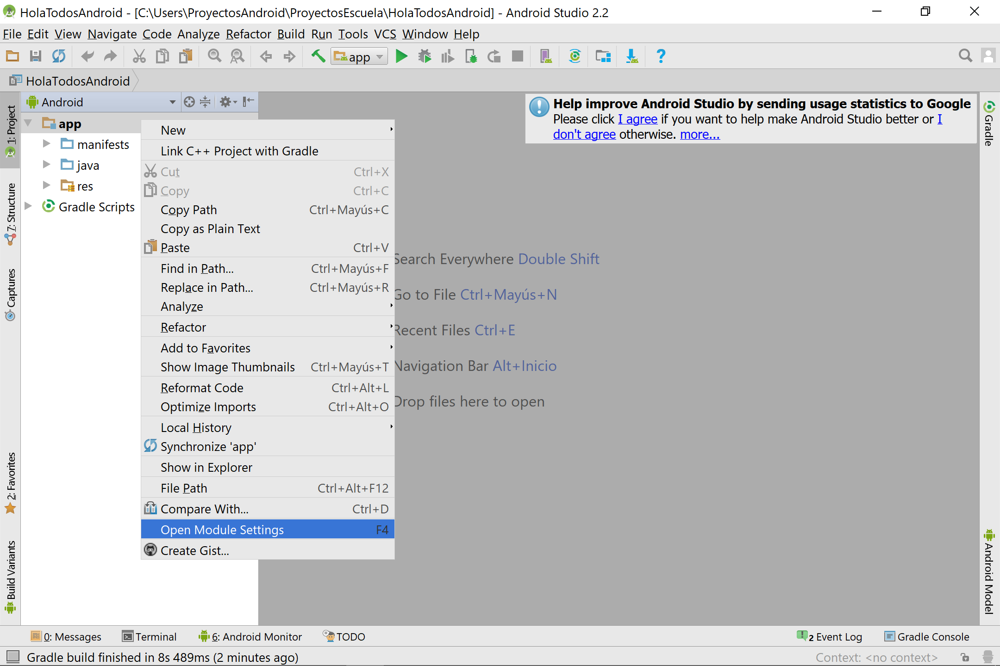 HolaTodosAndroid - [C:\Users\ProyectosAndroid\ProyectosEscuela\HolaTodosAndroid] - Android Studio 2.2
File Edit View Navigate Code Analyze Refactor Build Run Tools VCS Window Help
app
HolaTodosAndroid
Android
app
manifests
java
res
Gradle Scripts
1: Project
7: Structure
Captures
2: Favorites
Build Variants
New
Link C++ Project with Gradle
Cut Ctrl+X
Copy Ctrl+C
Copy Path Ctrl+Mayús+C
Copy as Plain Text
Paste Ctrl+V
Find in Path... Ctrl+Mayús+F
Replace in Path... Ctrl+Mayús+R
Analyze
Refactor
Add to Favorites
Show Image Thumbnails Ctrl+Mayús+T
Reformat Code Ctrl+Alt+L
Optimize Imports Ctrl+Alt+O
Local History
Synchronize 'app'
Show in Explorer
File Path Ctrl+Alt+F12
Compare With... Ctrl+D
Open Module Settings F4
Create Gist...
Search Everywhere Double Shift
Go to File Ctrl+Mayús+N
Recent Files Ctrl+E
Navigation Bar Alt+Inicio
Drop files here to open
Help improve Android Studio by sending usage statistics to Google
Please click I agree if you want to help make Android Studio better or I
don't agree otherwise. more...
Gradle
Android Model
0: Messages
Terminal
6: Android Monitor
TODO
2 Event Log
Gradle Console
Gradle build finished in 8s 489ms (2 minutes ago)
Context: <no context>